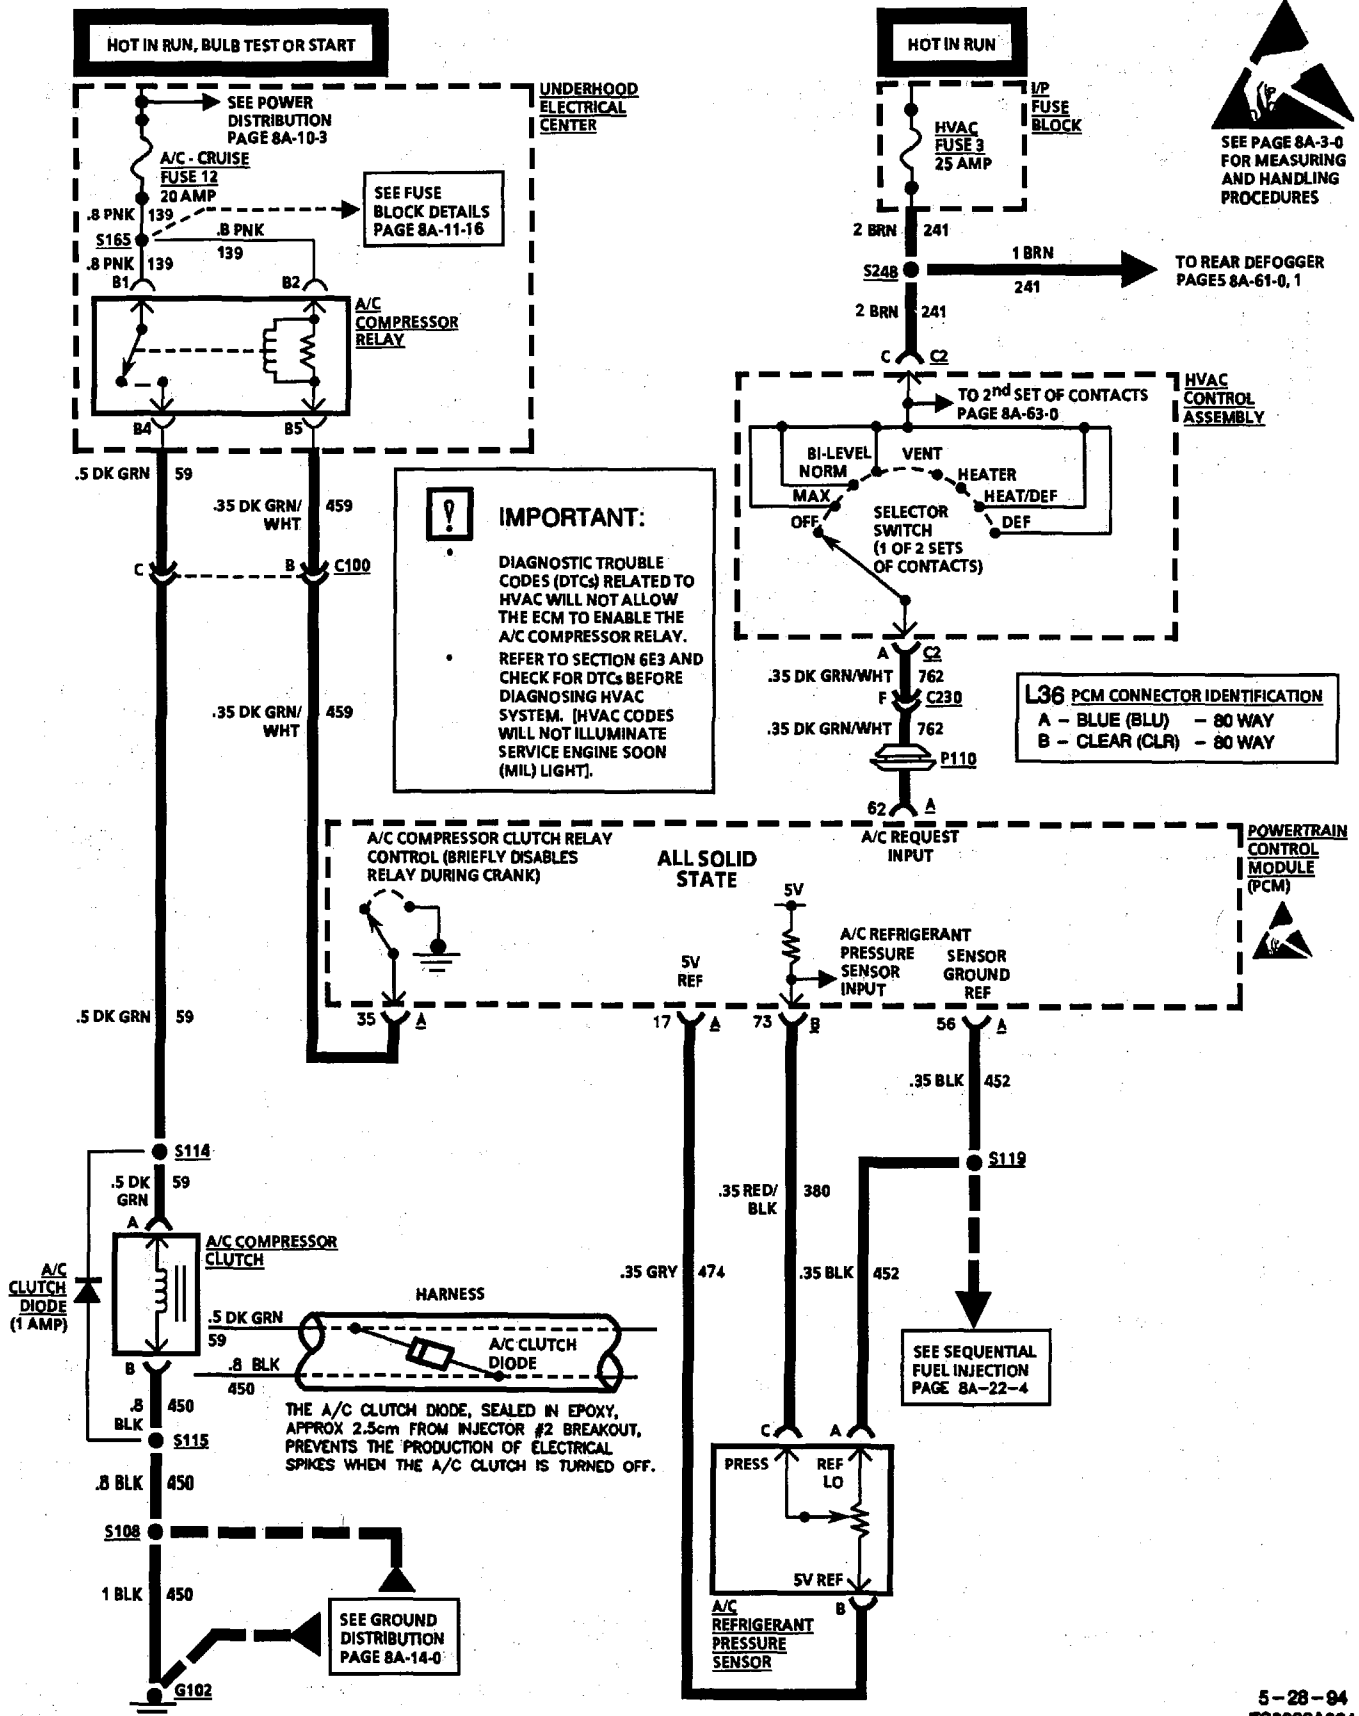 HOT IN RUN, BULB TEST OR START
HOT IN RUN
SEE POWER
DISTRIBUTION
PAGE 8A-10-3
UNDERHOOD
ELECTRICAL
CENTER
A/C - CRUISE
FUSE 12
20 AMP
.8 PNK 139
SEE FUSE
BLOCK DETAILS
PAGE 8A-11-16
S165
.8 PNK
139
.8 PNK 139
B1
B2
A/C
COMPRESSOR
RELAY
B4
B5
I/P
FUSE
BLOCK
HVAC
FUSE 3
25 AMP
SEE PAGE 8A-3-0
FOR MEASURING
AND HANDLING
PROCEDURES
2 BRN 241
S248
1 BRN
241
TO REAR DEFOGGER
PAGES 8A-61-0, 1
2 BRN 241
C C2
HVAC
CONTROL
ASSEMBLY
TO 2nd SET OF CONTACTS
PAGE 8A-63-0
BI-LEVEL
VENT
NORM
HEATER
MAX
HEAT/DEF
OFF
DEF
SELECTOR
SWITCH
(1 OF 2 SETS
OF CONTACTS)
.5 DK GRN 59
.35 DK GRN/
WHT
459
C
B
C100
.35 DK GRN/
WHT
459
IMPORTANT:
• DIAGNOSTIC TROUBLE
CODES (DTCs) RELATED TO
HVAC WILL NOT ALLOW
THE ECM TO ENABLE THE
A/C COMPRESSOR RELAY.
• REFER TO SECTION 6E3 AND
CHECK FOR DTCs BEFORE
DIAGNOSING HVAC
SYSTEM. [HVAC CODES
WILL NOT ILLUMINATE
SERVICE ENGINE SOON
(MIL) LIGHT].
A C2
.35 DK GRN/WHT 762
F C230
.35 DK GRN/WHT 762
P110
62 A
L36 PCM CONNECTOR IDENTIFICATION
A – BLUE (BLU) – 80 WAY
B – CLEAR (CLR) – 80 WAY
A/C COMPRESSOR CLUTCH RELAY
CONTROL (BRIEFLY DISABLES
RELAY DURING CRANK)
ALL SOLID
STATE
A/C REQUEST
INPUT
POWERTRAIN
CONTROL
MODULE
(PCM)
5V
A/C REFRIGERANT
PRESSURE
SENSOR
INPUT
5V
REF
SENSOR
GROUND
REF
.5 DK GRN 59
35 A
17 A
73 B
56 A
.35 BLK 452
S114
S119
.5 DK
GRN
59
.35 RED/
BLK
380
A
A/C COMPRESSOR
CLUTCH
A/C
CLUTCH
DIODE
(1 AMP)
.35 GRY 474
.35 BLK 452
HARNESS
.5 DK GRN
59
A/C CLUTCH
DIODE
.8 BLK
450
B
.8
BLK
450
S115
THE A/C CLUTCH DIODE, SEALED IN EPOXY,
APPROX 2.5cm FROM INJECTOR #2 BREAKOUT,
PREVENTS THE PRODUCTION OF ELECTRICAL
SPIKES WHEN THE A/C CLUTCH IS TURNED OFF.
SEE SEQUENTIAL
FUEL INJECTION
PAGE 8A-22-4
C
A
PRESS
REF
LO
5V REF
B
A/C
REFRIGERANT
PRESSURE
SENSOR
.8 BLK 450
S108
1 BLK 450
SEE GROUND
DISTRIBUTION
PAGE 8A-14-0
G102
5-28-94